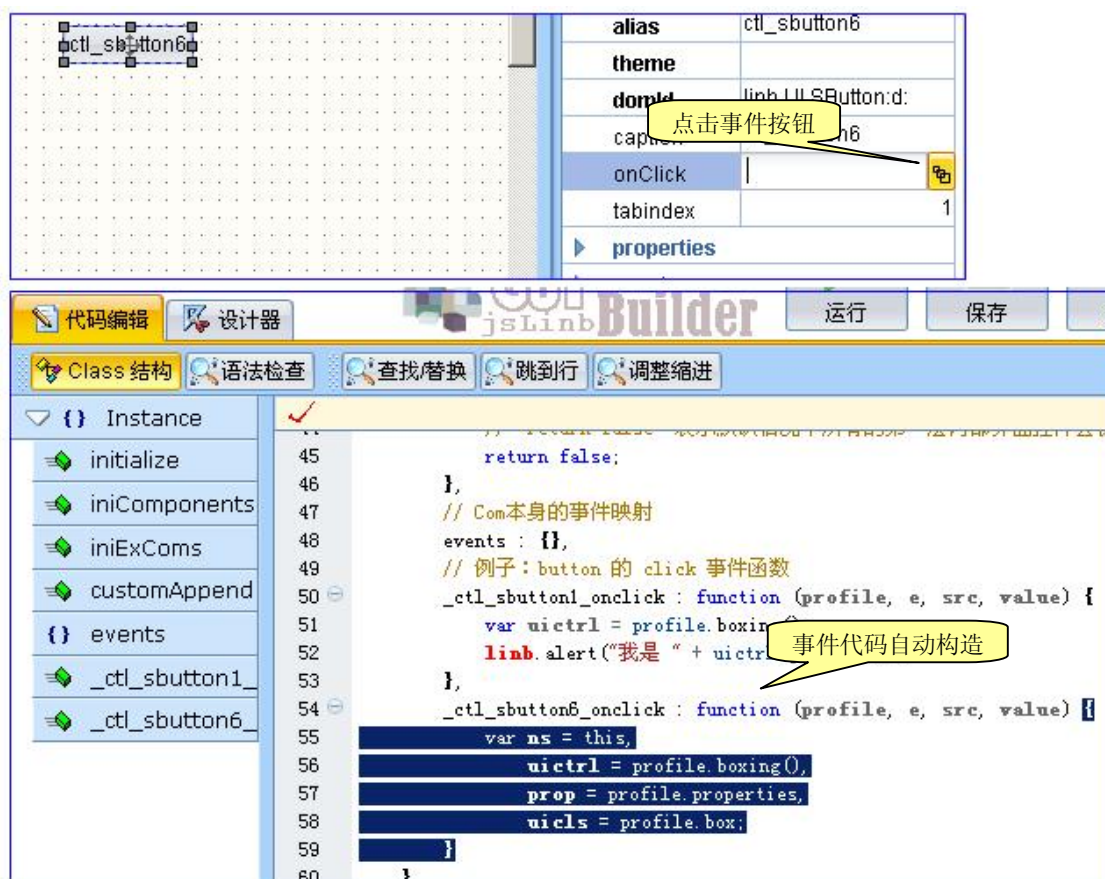 ctl_sbutton6
alias ctl_sbutton6
theme
domId linb.UI.SButton:d:
点击事件按钮
onClick
tabindex 1
properties
代码编辑 设计器
jsLinb Builder 运行 保存
Class 结构 语法检查 查找/替换 跳到行 调整缩进
{} Instance
initialize
iniComponents
iniExComs
customAppend
{} events
_ctl_sbutton1_
_ctl_sbutton6_
45 return false;
46 },
47 // Com本身的事件映射
48 events : {},
49 // 例子：button 的 click 事件函数
50 _ctl_sbutton1_onclick : function (profile, e, src, value) {
51 var uictrl = profile.boxing
52 linb.alert("我是 " + uictrl
事件代码自动构造
53 },
54 _ctl_sbutton6_onclick : function (profile, e, src, value) {
55 var ns = this,
56 uictrl = profile.boxing(),
57 prop = profile.properties,
58 uicls = profile.box;
59 }
60 }